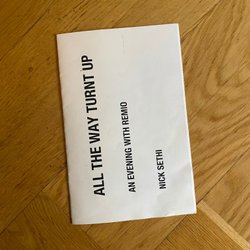 ALL THE WAY TURNT UP
AN EVENING WITH REMIO
NICK SETHI